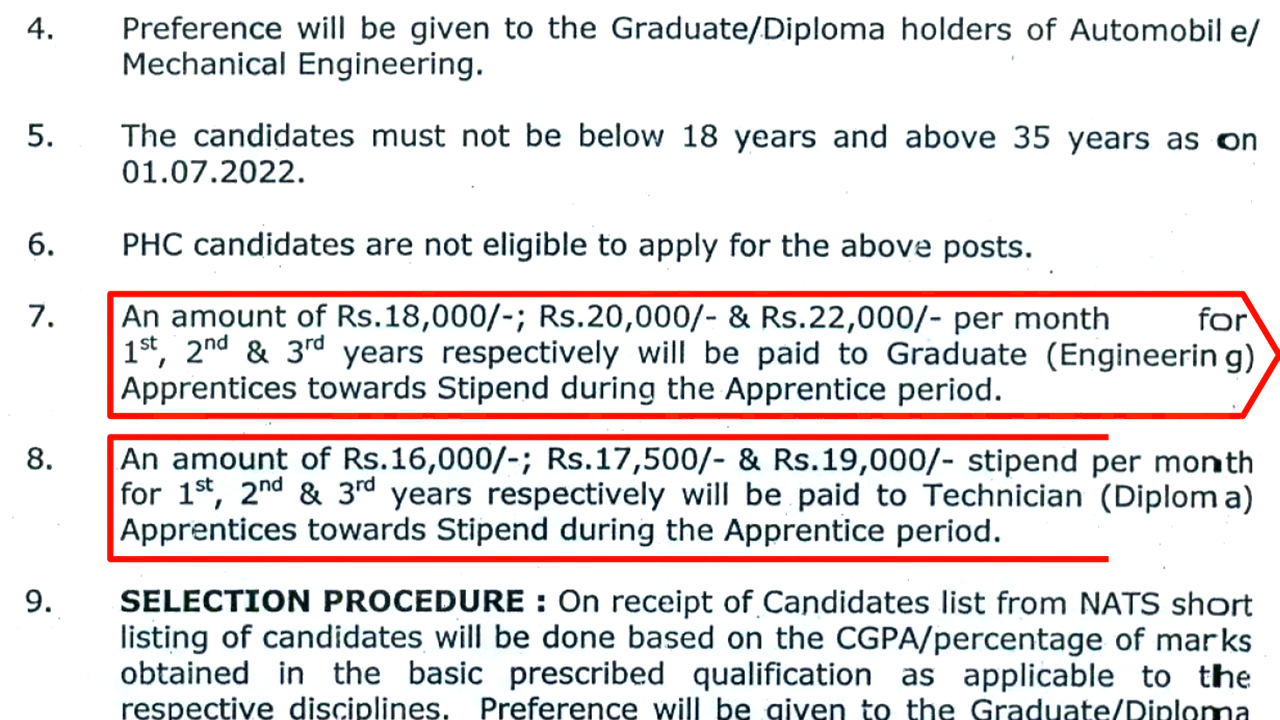 4. Preference will be given to the Graduate/Diploma holders of Automobile/
Mechanical Engineering.
5. The candidates must not be below 18 years and above 35 years as on
01.07.2022.
6. PHC candidates are not eligible to apply for the above posts.
7. An amount of Rs.18,000/-; Rs.20,000/- & Rs.22,000/- per month for
1st, 2nd & 3rd years respectively will be paid to Graduate (Engineering)
Apprentices towards Stipend during the Apprentice period.
8. An amount of Rs.16,000/-; Rs.17,500/- & Rs.19,000/- stipend per month
for 1st, 2nd & 3rd years respectively will be paid to Technician (Diploma)
Apprentices towards Stipend during the Apprentice period.
9. SELECTION PROCEDURE : On receipt of Candidates list from NATS short
listing of candidates will be done based on the CGPA/percentage of marks
obtained in the basic prescribed qualification as applicable to the
respective disciplines. Preference will be given to the Graduate/Diploma